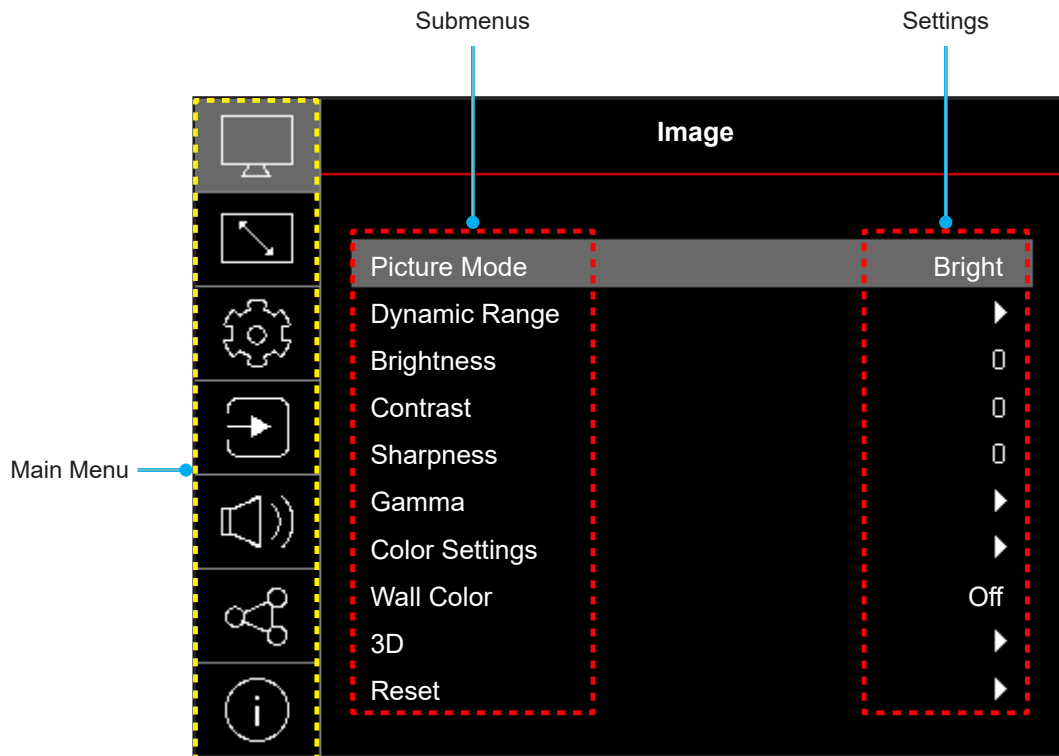 Submenus Settings
Image
Picture Mode Bright
Dynamic Range
Brightness 0
Contrast 0
Sharpness 0
Gamma
Color Settings
Main Menu
Wall Color Off
3D
Reset